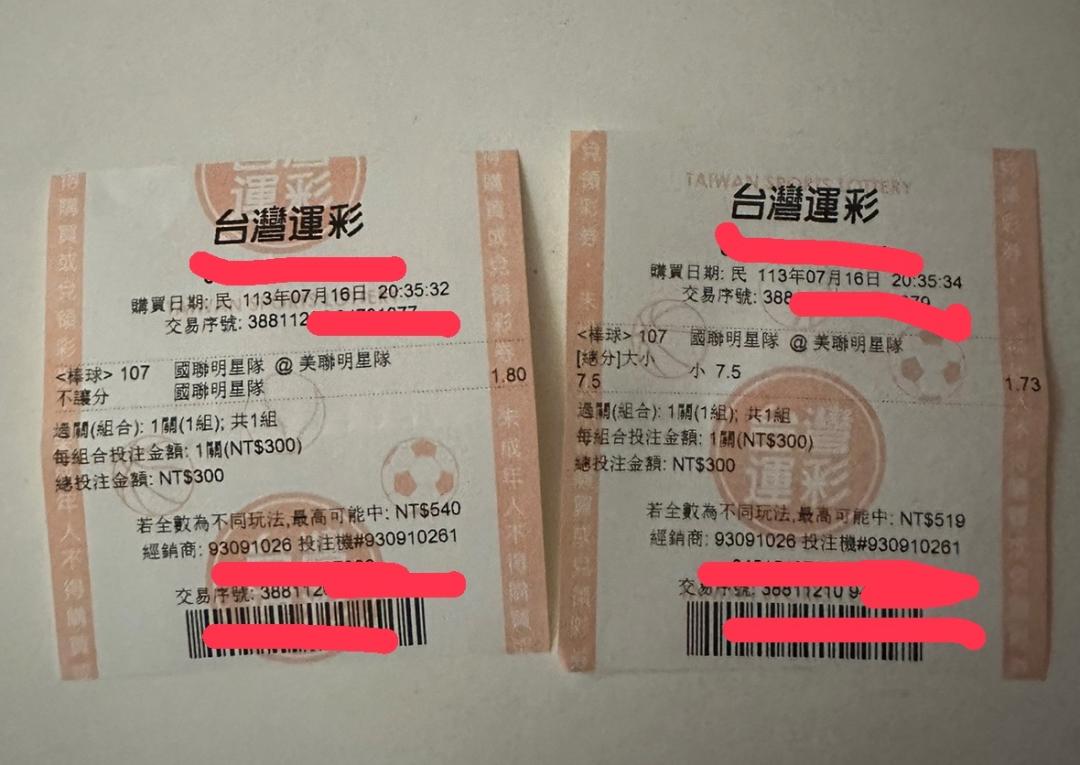 台灣運彩
購買日期: 民 113年07月16日 20:35:32
交易序號: 388112
<棒球> 107 國聯明星隊 @ 美聯明星隊
不讓分 國聯明星隊 1.80
過關(組合): 1關(1組); 共1組
每組合投注金額: 1關(NT$300)
總投注金額: NT$300
若全數為不同玩法,最高可能中: NT$540
經銷商: 93091026 投注機#930910261
交易序號: 388112
TAIWAN SPORTS LOTTERY
台灣運彩
購買日期: 民 113年07月16日 20:35:34
交易序號: 388
<棒球> 107 國聯明星隊 @ 美聯明星隊
[總分]大小 小 7.5
7.5 1.73
過關(組合): 1關(1組); 共1組
每組合投注金額: 1關(NT$300)
總投注金額: NT$300
若全數為不同玩法,最高可能中: NT$519
經銷商: 93091026 投注機#930910261
交易序號: 38811210